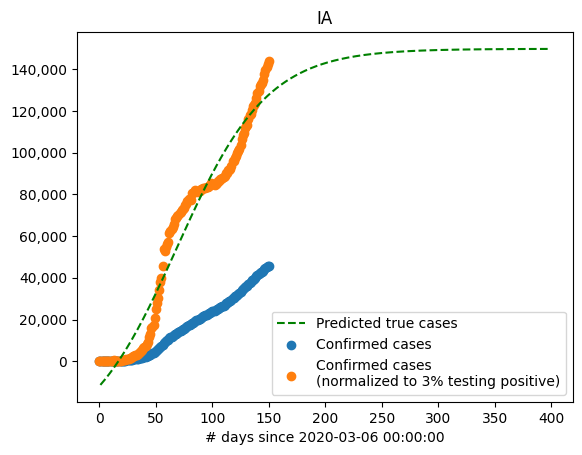 IA
140,000
120,000
100,000
80,000
60,000
40,000
20,000
0
Predicted true cases
Confirmed cases
Confirmed cases
(normalized to 3% testing positive)
0 50 100 150 200 250 300 350 400
# days since 2020-03-06 00:00:00